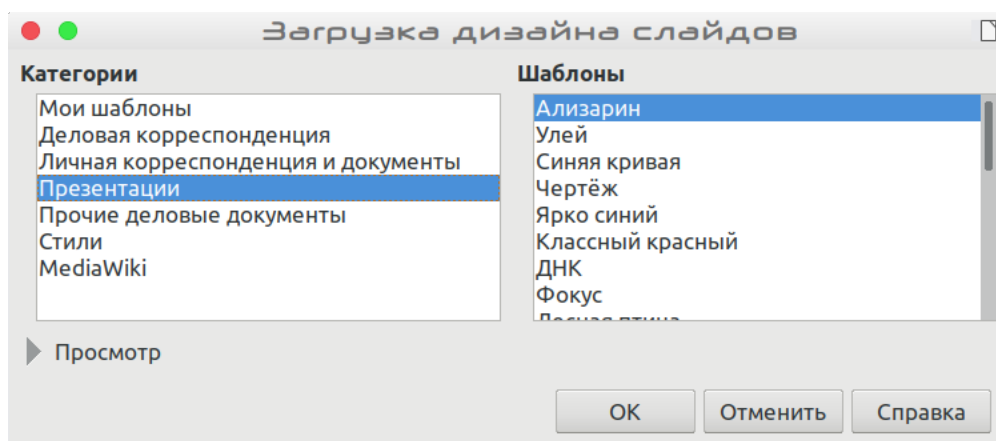 Загрузка дизайна слайдов
Категории
Мои шаблоны
Деловая корреспонденция
Личная корреспонденция и документы
Презентации
Прочие деловые документы
Стили
MediaWiki
Шаблоны
Ализарин
Улей
Синяя кривая
Чертёж
Ярко синий
Классный красный
ДНК
Фокус
Просмотр
ОК
Отменить
Справка